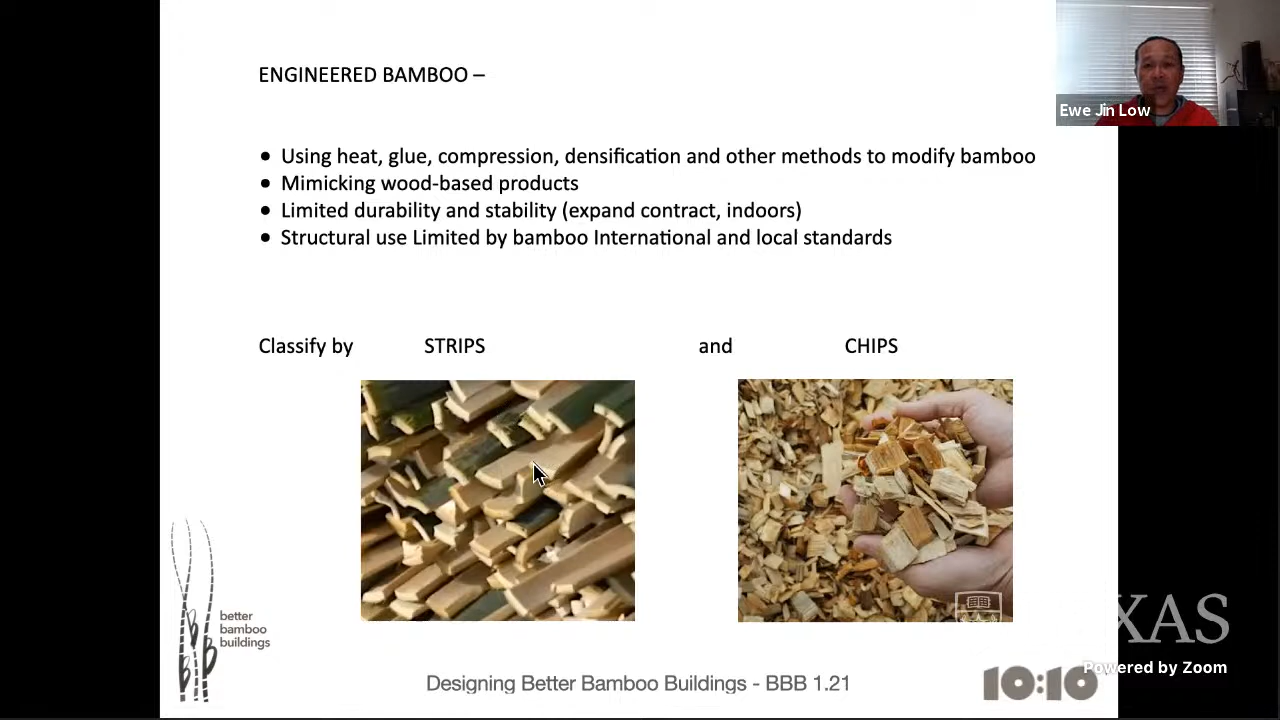 ENGINEERED BAMBOO –
Ewe Jin Low
● Using heat, glue, compression, densification and other methods to modify bamboo
● Mimicking wood-based products
● Limited durability and stability (expand contract, indoors)
● Structural use Limited by bamboo International and local standards
Classify by STRIPS and CHIPS
better
bamboo
buildings
XAS
Powered by Zoom
Designing Better Bamboo Buildings - BBB 1.21
10:10